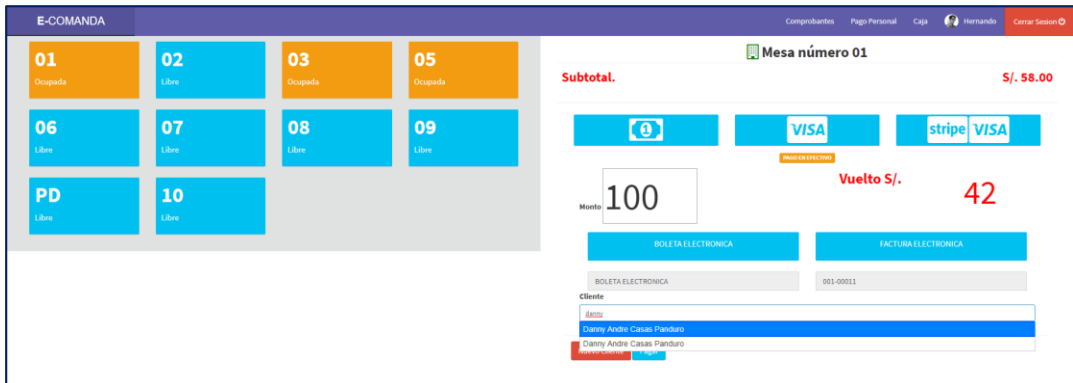 E-COMANDA
Comprobantes Pago Personal Caja Hernando Cerrar Sesion
01
Ocupada
02
Libre
03
Ocupada
05
Ocupada
06
Libre
07
Libre
08
Libre
09
Libre
PD
Libre
10
Libre
Mesa número 01
Subtotal. S/. 58.00
1
VISA
stripe VISA
PAGO EN EFECTIVO
Monto 100
Vuelto S/. 42
BOLETA ELECTRONICA FACTURA ELECTRONICA
BOLETA ELECTRONICA 001-00011
Cliente
danny
Danny Andre Casas Panduro
Danny Andre Casas Panduro
Nuevo Cliente Pagar